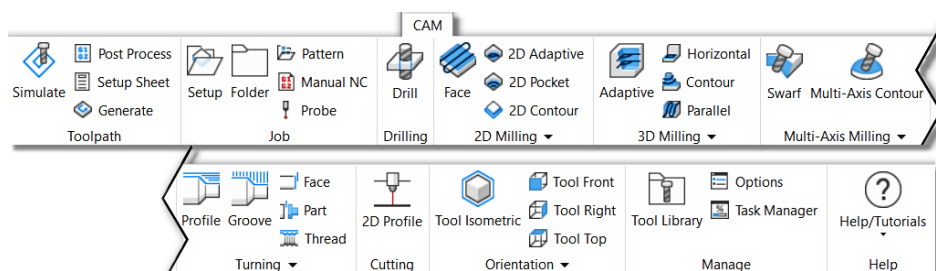 CAM
Simulate
Post Process
Setup Sheet
Generate
Toolpath
Setup
Folder
Pattern
Manual NC
Probe
Job
Drill
Drilling
Face
2D Adaptive
2D Pocket
2D Contour
2D Milling
Adaptive
Horizontal
Contour
Parallel
3D Milling
Swarf
Multi-Axis Contour
Multi-Axis Milling
Profile
Groove
Face
Part
Thread
Turning
2D Profile
Cutting
Tool Isometric
Tool Front
Tool Right
Tool Top
Orientation
Tool Library
Options
Task Manager
Manage
Help/Tutorials
Help